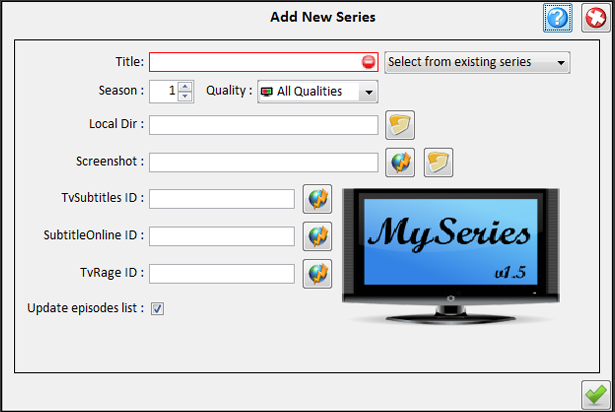 Add New Series
?
Title: Select from existing series
Season : 1 Quality : All Qualities
Local Dir :
Screenshot :
TvSubtitles ID :
SubtitleOnline ID :
TvRage ID :
Update episodes list :
MySeries
v1.5